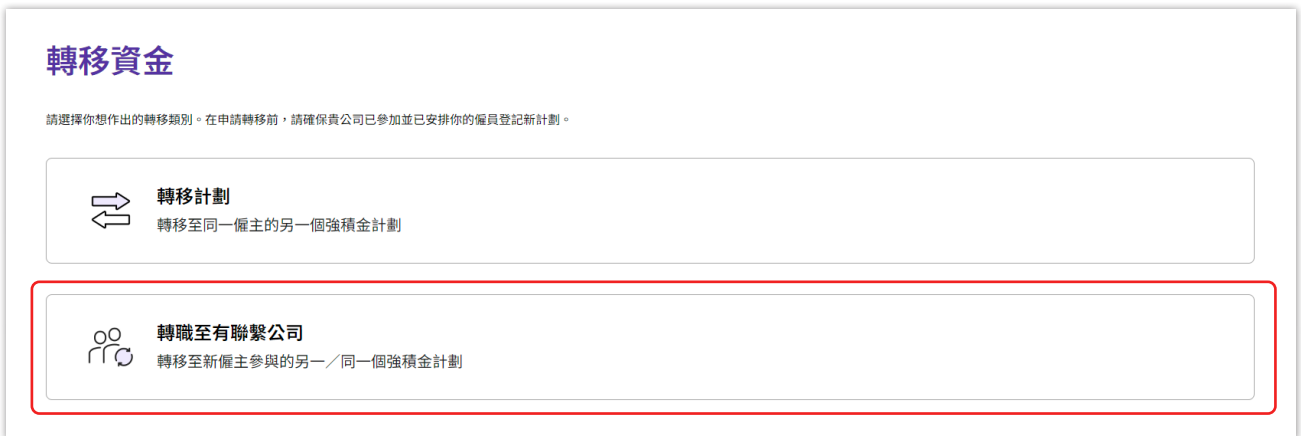 轉移資金
請選擇你想作出的轉移類別。在申請轉移前，請確保貴公司已參加並已安排你的僱員登記新計劃。
轉移計劃
轉移至同一僱主的另一個強積金計劃
轉職至有聯繫公司
轉移至新僱主參與的另一／同一個強積金計劃